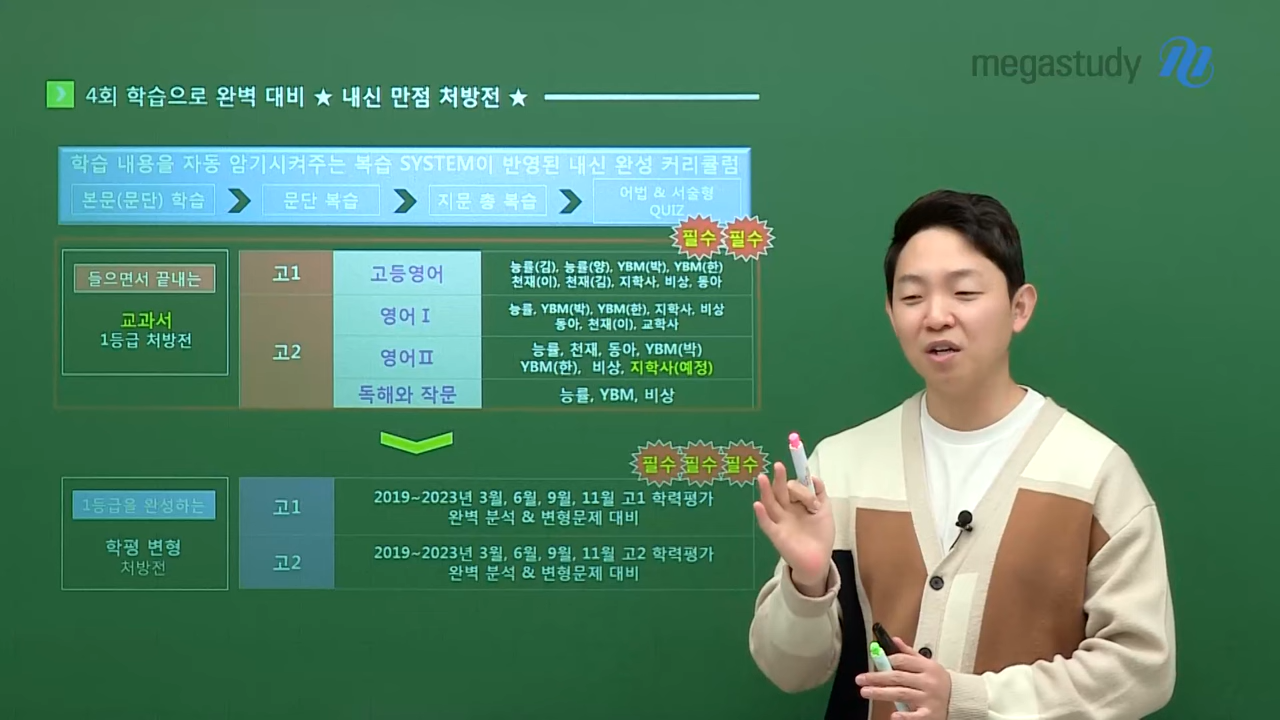 megastudy
4회 학습으로 완벽 대비 ★ 내신 만점 처방전 ★
학습 내용을 자동 암기시켜주는 복습 SYSTEM이 반영된 내신 완성 커리큘럼
본문(문단) 학습
문단 복습
지문 총 복습
어법 & 서술형
QUIZ
필수 필수
들으면서 끝내는
교과서
1등급 처방전
고1
고등영어
능률(김), 능률(양), YBM(박), YBM(한)
천재(이), 천재(김), 지학사, 비상, 동아
고2
영어Ⅰ
능률, YBM(박), YBM(한), 지학사, 비상
동아, 천재(이), 교학사
영어Ⅱ
능률, 천재, 동아, YBM(박)
YBM(한), 비상, 지학사(예정)
독해와 작문
능률, YBM, 비상
필수 필수 필수
1등급을 완성하는
학평 변형
처방전
고1
2019~2023년 3월, 6월, 9월, 11월 고1 학력평가
완벽 분석 & 변형문제 대비
고2
2019~2023년 3월, 6월, 9월, 11월 고2 학력평가
완벽 분석 & 변형문제 대비